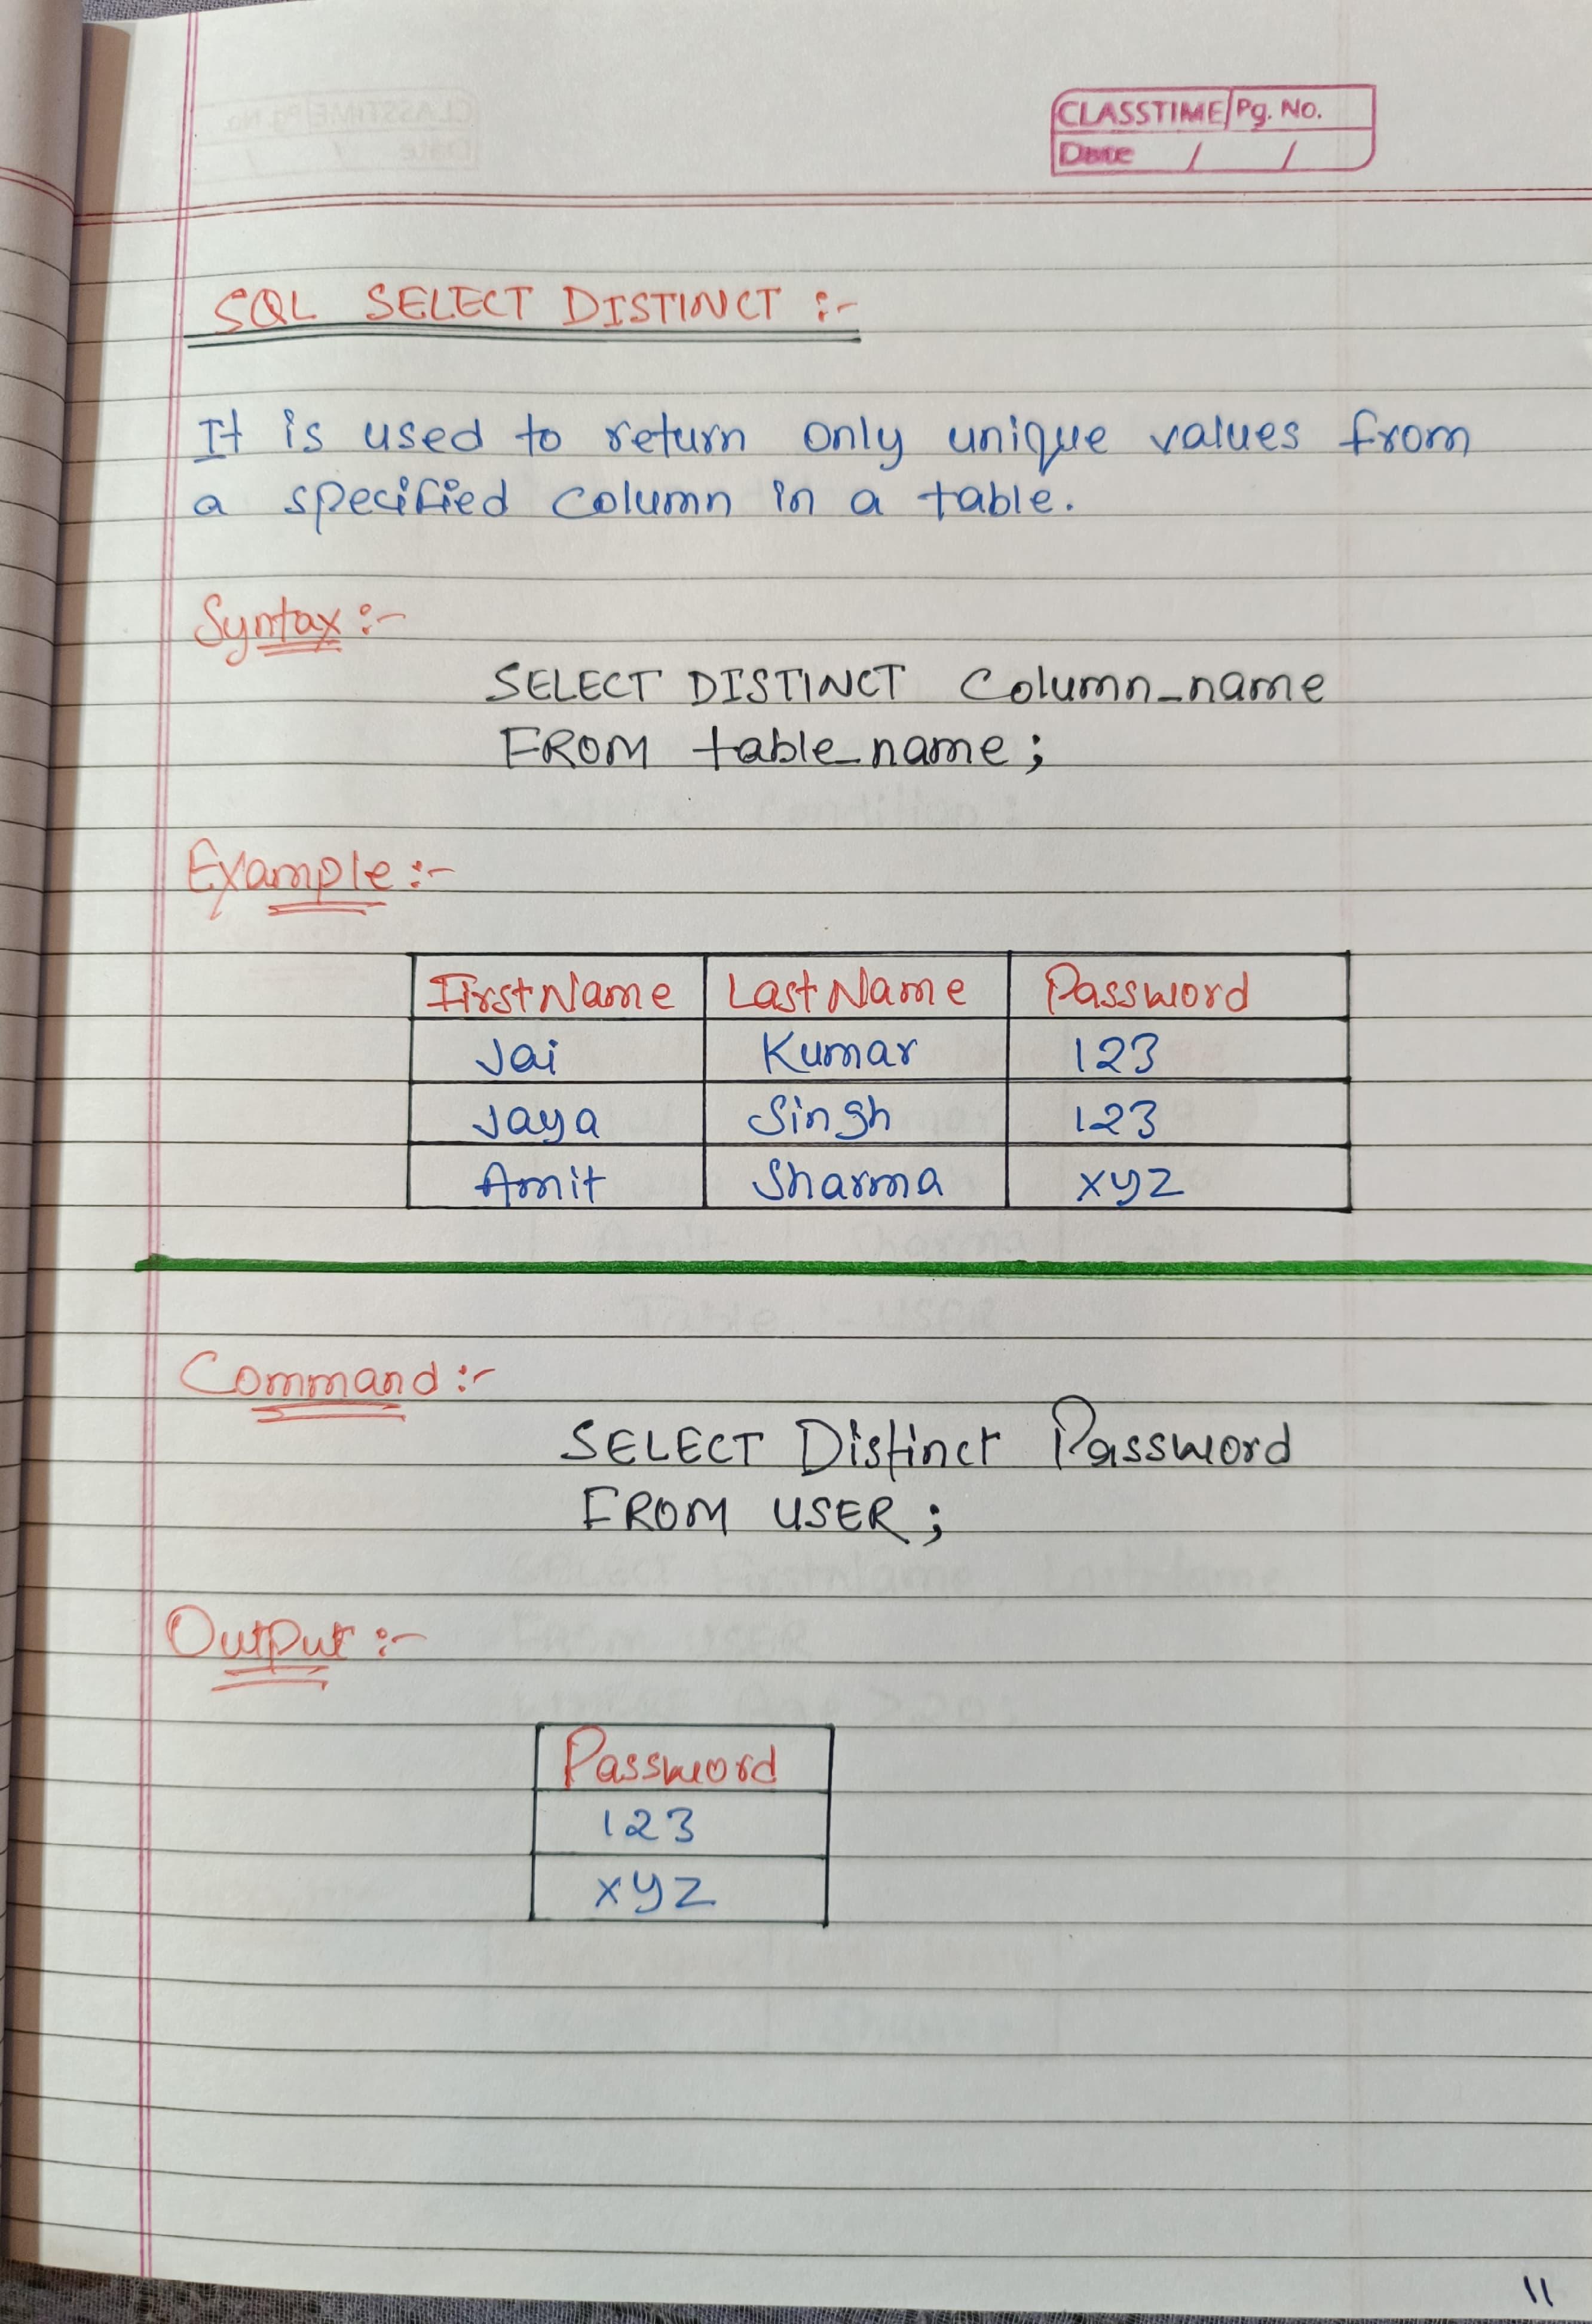 CLASSTIME Pg. No.
Date / /
SQL SELECT DISTINCT :-
It is used to return only unique values from
a specified column in a table.
Syntax :-
SELECT DISTINCT Column_name
FROM table_name ;
Example :-
FirstName LastName Password
Jai Kumar 123
Jaya Singh 123
Amit Sharma xyz
Command :-
SELECT Distinct Password
FROM USER ;
Output :-
Password
123
xyz
11